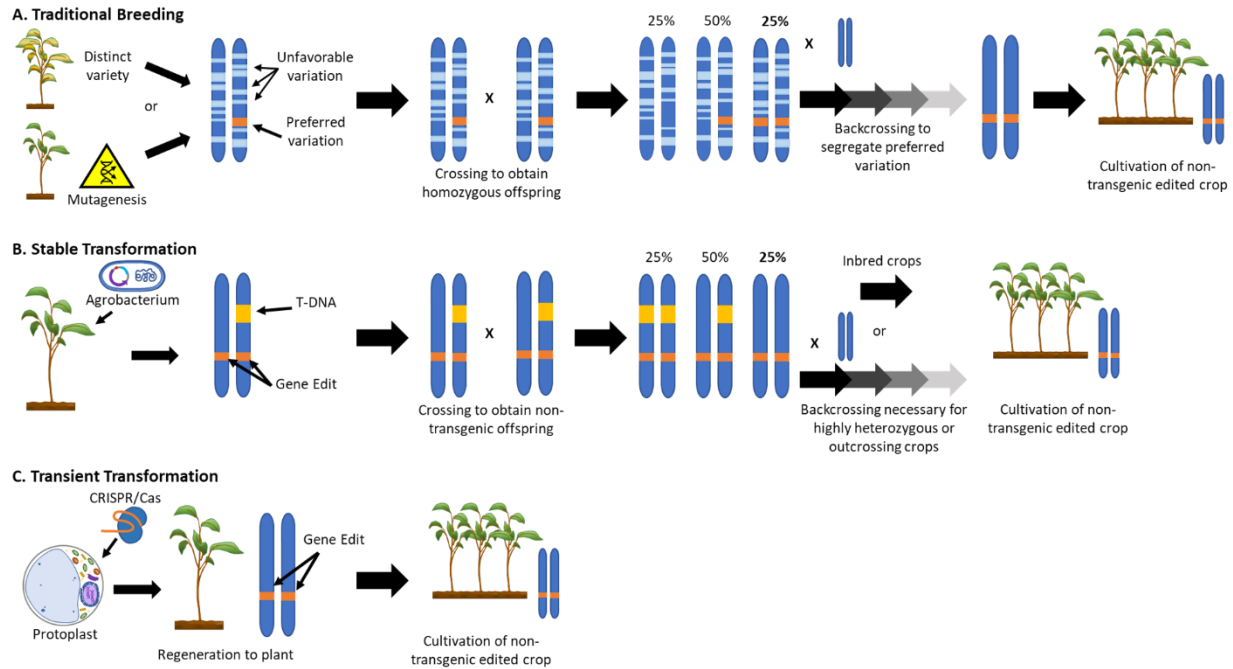 A. Traditional Breeding
Distinct
variety
or
Mutagenesis
Unfavorable
variation
Preferred
variation
X
Crossing to obtain
homozygous offspring
25%
50%
25%
X
Backcrossing to
segregate preferred
variation
Cultivation of non-
transgenic edited crop
B. Stable Transformation
Agrobacterium
T-DNA
Gene Edit
X
Crossing to obtain non-
transgenic offspring
25%
50%
25%
Inbred crops
or
X
Backcrossing necessary for
highly heterozygous or
outcrossing crops
Cultivation of non-
transgenic edited crop
C. Transient Transformation
CRISPR/Cas
Protoplast
Gene Edit
Regeneration to plant
Cultivation of non-
transgenic edited crop